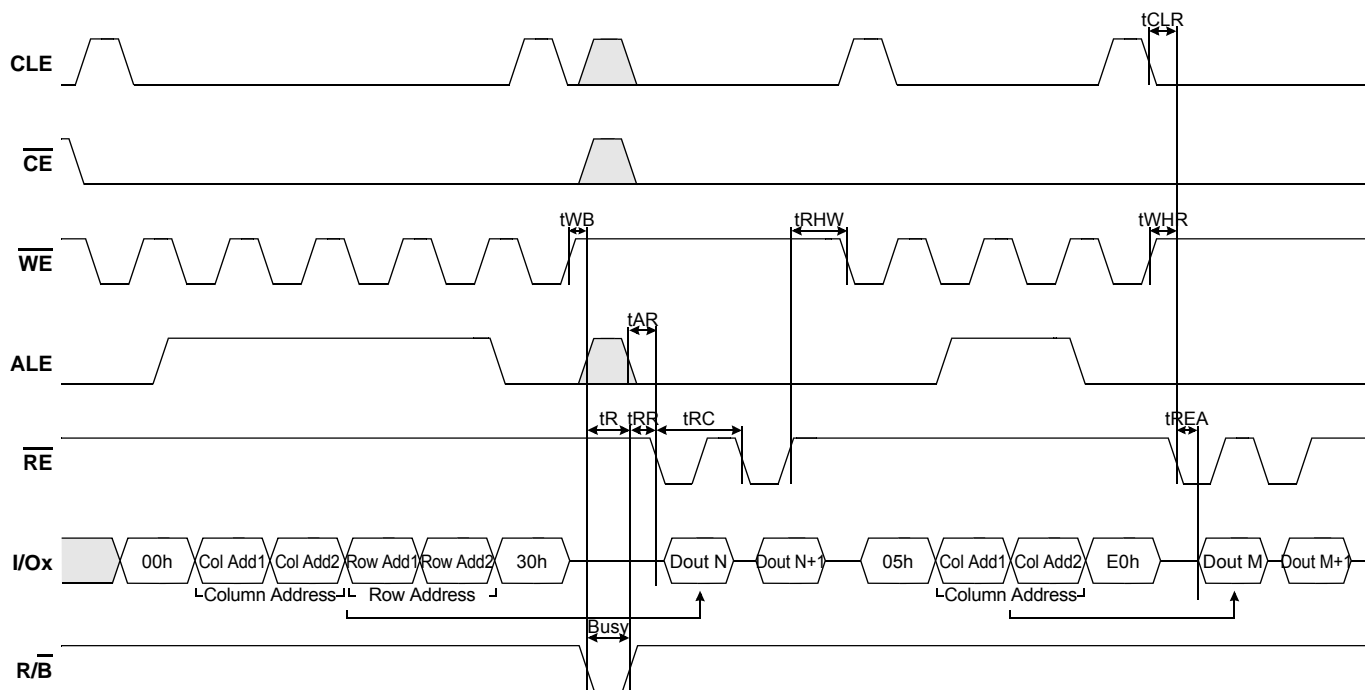 tCLR
CLE
CE
tWB
tRHW
tWHR
WE
tAR
ALE
tR
tRR
tRC
tREA
RE
I/Ox
00h
Col Add1
Col Add2
Row Add1
Row Add2
30h
Dout N
Dout N+1
05h
Col Add1
Col Add2
E0h
Dout M
Dout M+1
Column Address
Row Address
Column Address
Busy
R/B